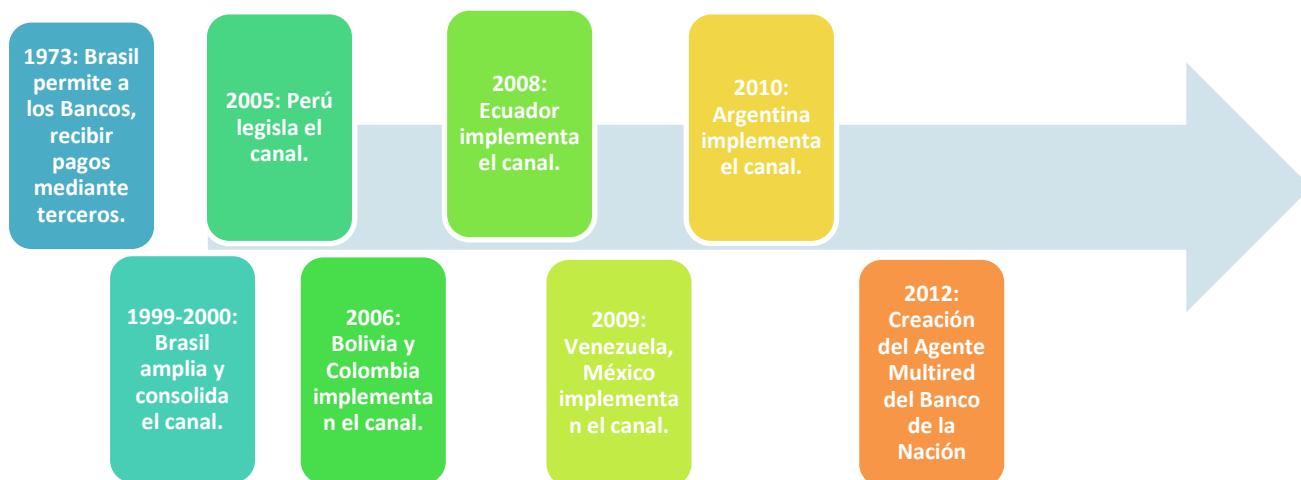 1973: Brasil
permite a
los Bancos,
recibir
pagos
mediante
terceros.
1999-2000:
Brasil
amplia y
consolida
el canal.
2005: Perú
legisla el
canal.
2006:
Bolivia y
Colombia
implementa
n el canal.
2008:
Ecuador
implementa
el canal.
2009:
Venezuela,
México
implementa
n el canal.
2010:
Argentina
implementa
el canal.
2012:
Creación
del Agente
Multired
del Banco
de la
Nación